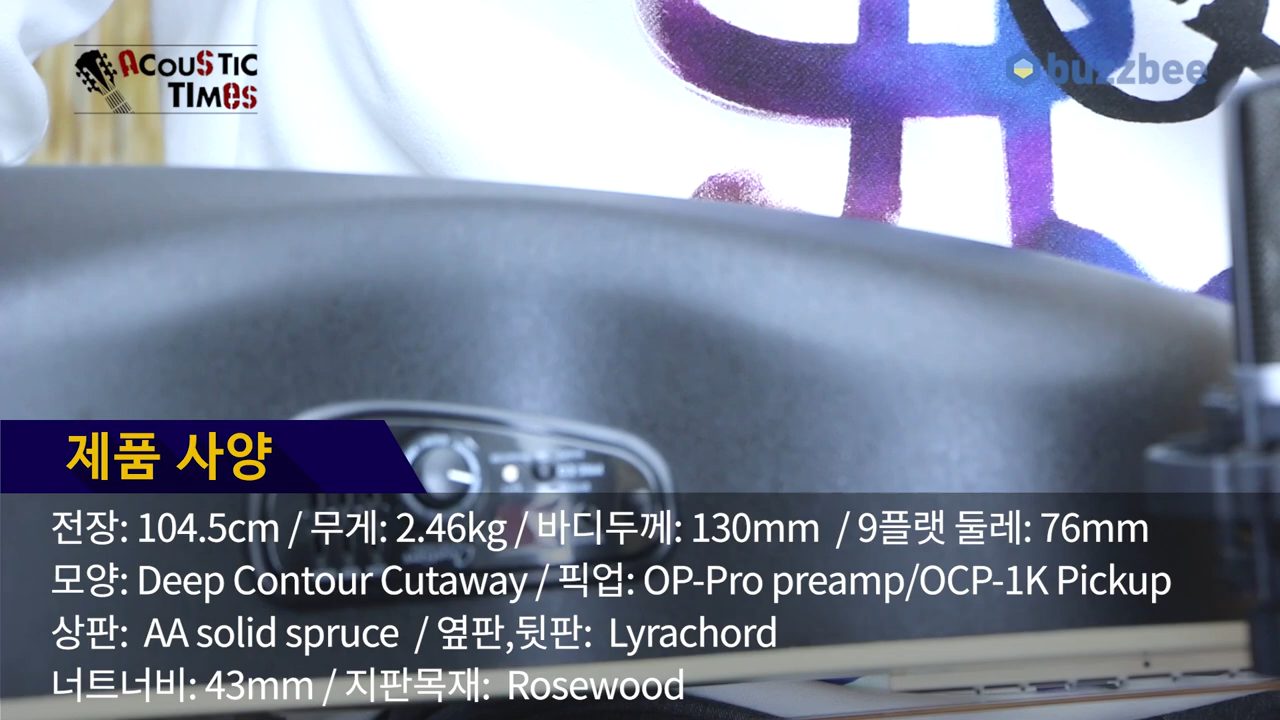 ACOUSTIC
TIMES
buzzbee
제품 사양
전장: 104.5cm / 무게: 2.46kg / 바디두께: 130mm / 9플랫 둘레: 76mm
모양: Deep Contour Cutaway / 픽업: OP-Pro preamp/OCP-1K Pickup
상판: AA solid spruce / 옆판,뒷판: Lyrachord
너트너비: 43mm / 지판목재: Rosewood